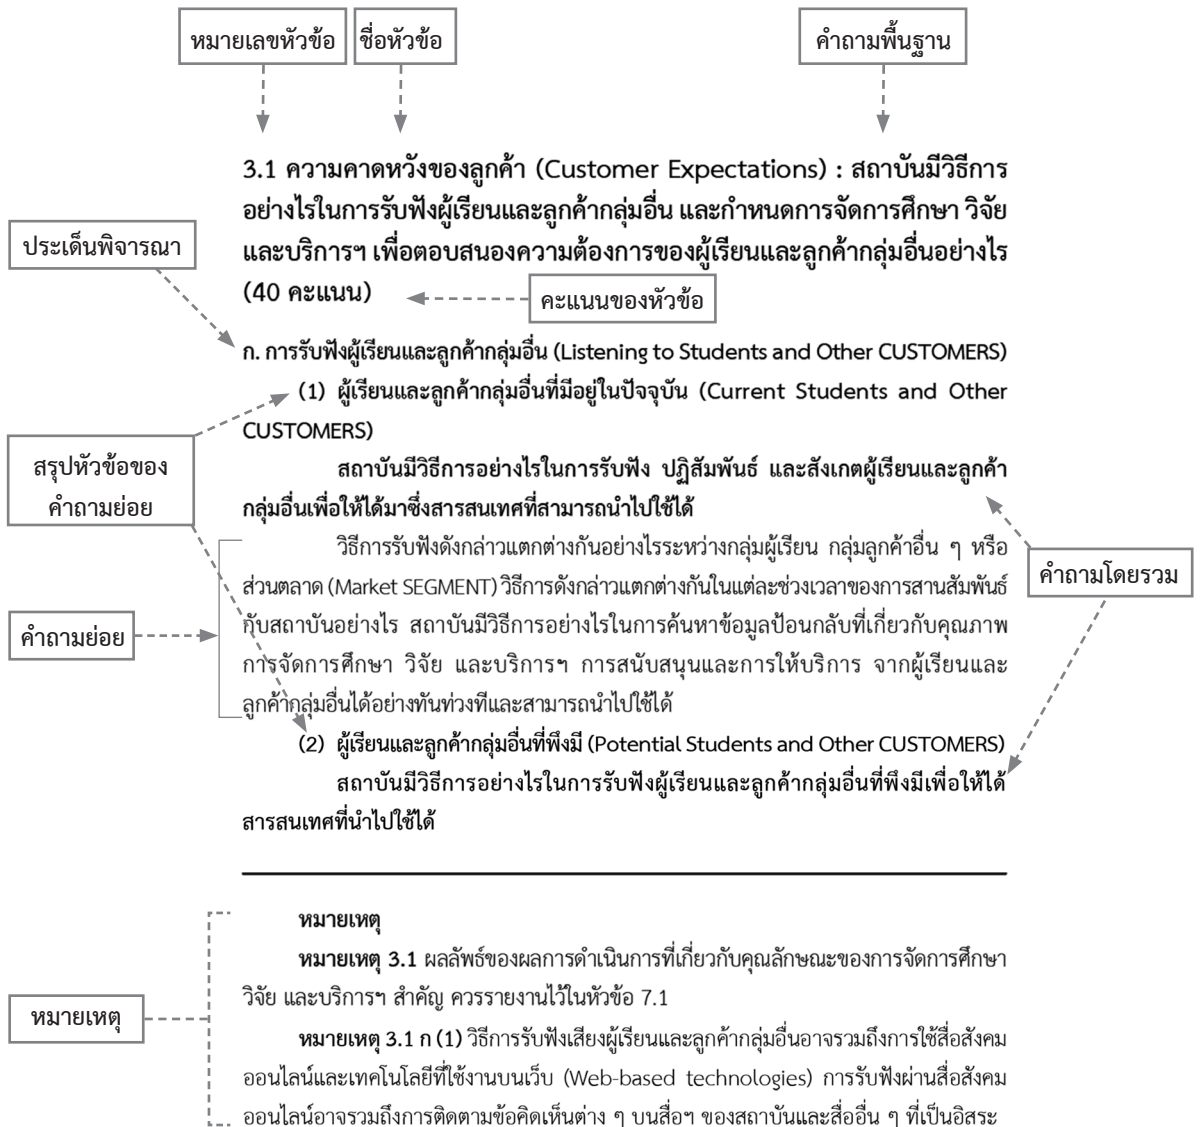 หมายเลขหัวข้อ
ชื่อหัวข้อ
คำถามพื้นฐาน
3.1 ความคาดหวังของลูกค้า (Customer Expectations) : สถาบันมีวิธีการ
อย่างไรในการรับฟังผู้เรียนและลูกค้ากลุ่มอื่น และกำหนดการจัดการศึกษา วิจัย
และบริการฯ เพื่อตอบสนองความต้องการของผู้เรียนและลูกค้ากลุ่มอื่นอย่างไร
(40 คะแนน)
ประเด็นพิจารณา
คะแนนของหัวข้อ
ก. การรับฟังผู้เรียนและลูกค้ากลุ่มอื่น (Listening to Students and Other CUSTOMERS)
(1) ผู้เรียนและลูกค้ากลุ่มอื่นที่มีอยู่ในปัจจุบัน (Current Students and Other
CUSTOMERS)
สรุปหัวข้อของ
คำถามย่อย
สถาบันมีวิธีการอย่างไรในการรับฟัง ปฏิสัมพันธ์ และสังเกตผู้เรียนและลูกค้า
กลุ่มอื่นเพื่อให้ได้มาซึ่งสารสนเทศที่สามารถนำไปใช้ได้
คำถามโดยรวม
วิธีการรับฟังดังกล่าวแตกต่างกันอย่างไรระหว่างกลุ่มผู้เรียน กลุ่มลูกค้าอื่น ๆ หรือ
ส่วนตลาด (Market SEGMENT) วิธีการดังกล่าวแตกต่างกันในแต่ละช่วงเวลาของการสานสัมพันธ์
กับสถาบันอย่างไร สถาบันมีวิธีการอย่างไรในการค้นหาข้อมูลป้อนกลับที่เกี่ยวกับคุณภาพ
การจัดการศึกษา วิจัย และบริการฯ การสนับสนุนและการให้บริการ จากผู้เรียนและ
ลูกค้ากลุ่มอื่นได้อย่างทันท่วงทีและสามารถนำไปใช้ได้
คำถามย่อย
(2) ผู้เรียนและลูกค้ากลุ่มอื่นที่พึงมี (Potential Students and Other CUSTOMERS)
สถาบันมีวิธีการอย่างไรในการรับฟังผู้เรียนและลูกค้ากลุ่มอื่นที่พึงมีเพื่อให้ได้
สารสนเทศที่นำไปใช้ได้
หมายเหตุ
หมายเหตุ 3.1 ผลลัพธ์ของผลการดำเนินการที่เกี่ยวกับคุณลักษณะของการจัดการศึกษา
วิจัย และบริการฯ สำคัญ ควรรายงานไว้ในหัวข้อ 7.1
หมายเหตุ
หมายเหตุ 3.1 ก (1) วิธีการรับฟังเสียงผู้เรียนและลูกค้ากลุ่มอื่นอาจรวมถึงการใช้สื่อสังคม
ออนไลน์และเทคโนโลยีที่ใช้งานบนเว็บ (Web-based technologies) การรับฟังผ่านสื่อสังคม
ออนไลน์อาจรวมถึงการติดตามข้อคิดเห็นต่าง ๆ บนสื่อฯ ของสถาบันและสื่ออื่น ๆ ที่เป็นอิสระ